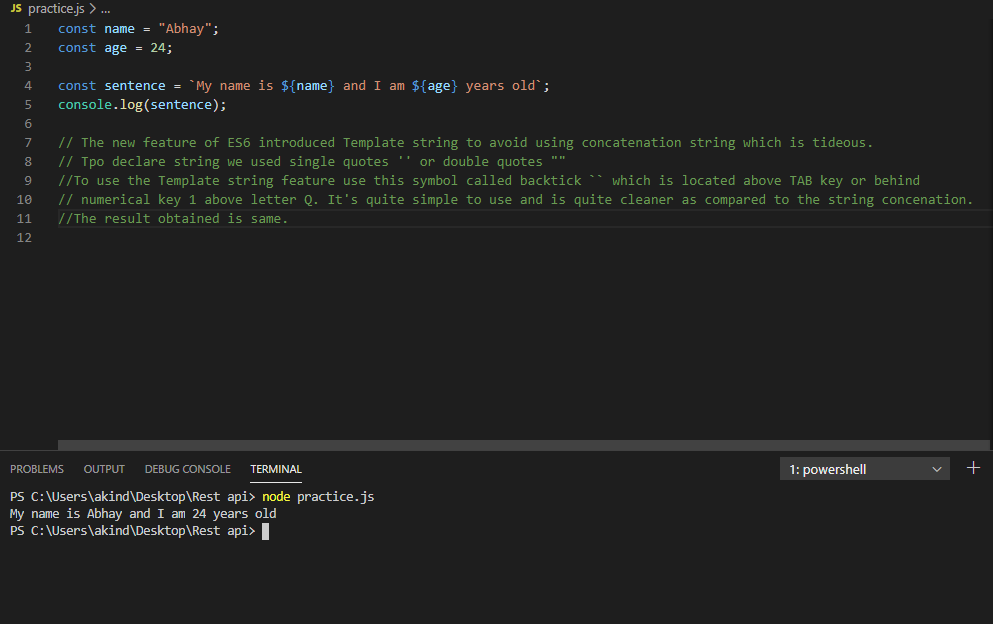 JS practice.js > ...
1 const name = "Abhay";
2 const age = 24;
3
4 const sentence = `My name is ${name} and I am ${age} years old`;
5 console.log(sentence);
6
7 // The new feature of ES6 introduced Template string to avoid using concatenation string which is tideous.
8 // Tpo declare string we used single quotes '' or double quotes ""
9 //To use the Template string feature use this symbol called backtick `` which is located above TAB key or behind
10 // numerical key 1 above letter Q. It's quite simple to use and is quite cleaner as compared to the string concenation.
11 //The result obtained is same.
12
PROBLEMS OUTPUT DEBUG CONSOLE TERMINAL 1: powershell
PS C:\Users\akind\Desktop\Rest api> node practice.js
My name is Abhay and I am 24 years old
PS C:\Users\akind\Desktop\Rest api>